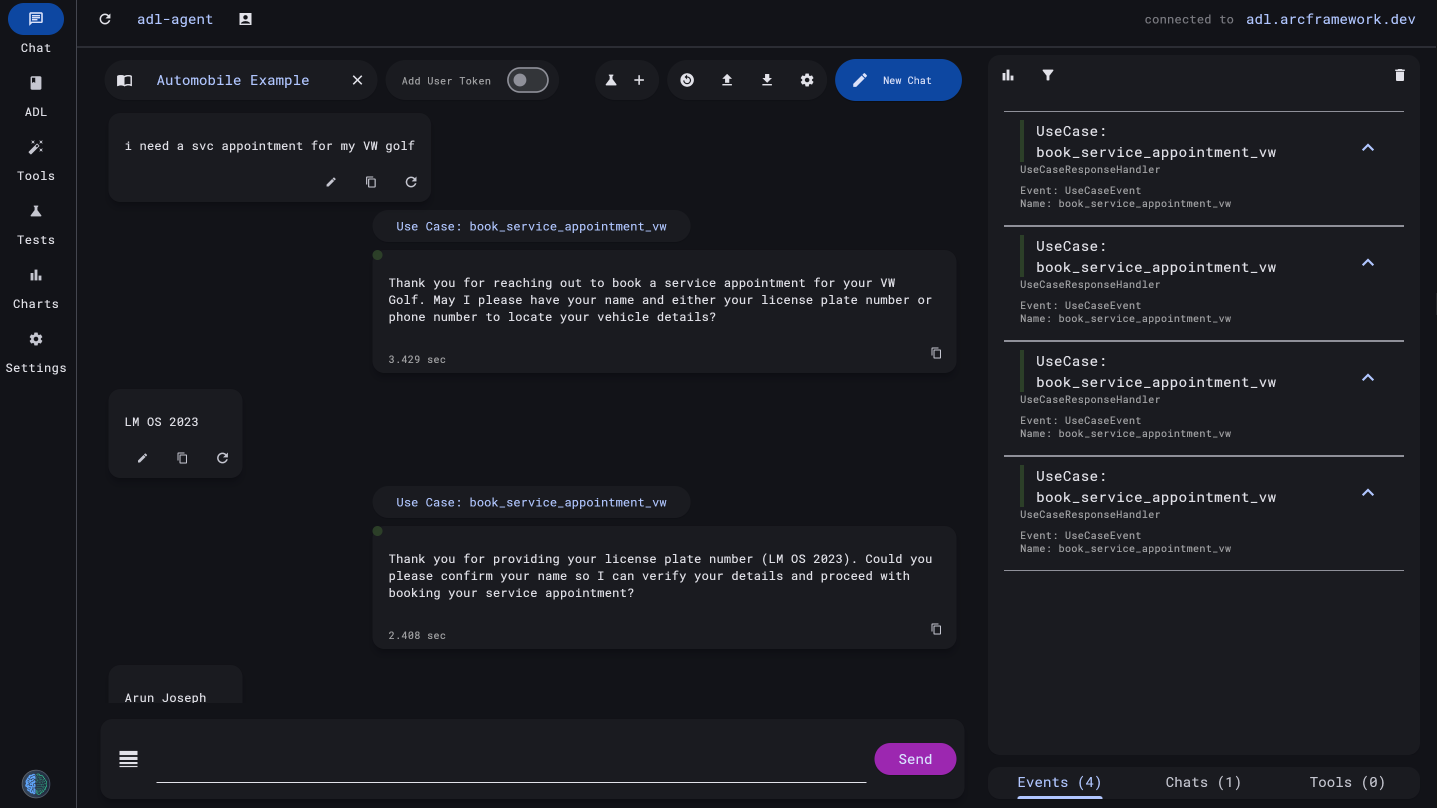 adl-agent
connected to adl.arcframework.dev
Chat
ADL
Tools
Tests
Charts
Settings
Automobile Example
Add User Token
New Chat
i need a svc appointment for my VW golf
Use Case: book_service_appointment_vw
Thank you for reaching out to book a service appointment for your VW
Golf. May I please have your name and either your license plate number or
phone number to locate your vehicle details?
3.429 sec
LM OS 2023
Use Case: book_service_appointment_vw
Thank you for providing your license plate number (LM OS 2023). Could you
please confirm your name so I can verify your details and proceed with
booking your service appointment?
2.408 sec
Arun Joseph
Send
UseCase:
book_service_appointment_vw
UseCaseResponseHandler
Event: UseCaseEvent
Name: book_service_appointment_vw
UseCase:
book_service_appointment_vw
UseCaseResponseHandler
Event: UseCaseEvent
Name: book_service_appointment_vw
UseCase:
book_service_appointment_vw
UseCaseResponseHandler
Event: UseCaseEvent
Name: book_service_appointment_vw
UseCase:
book_service_appointment_vw
UseCaseResponseHandler
Event: UseCaseEvent
Name: book_service_appointment_vw
Events (4)
Chats (1)
Tools (0)